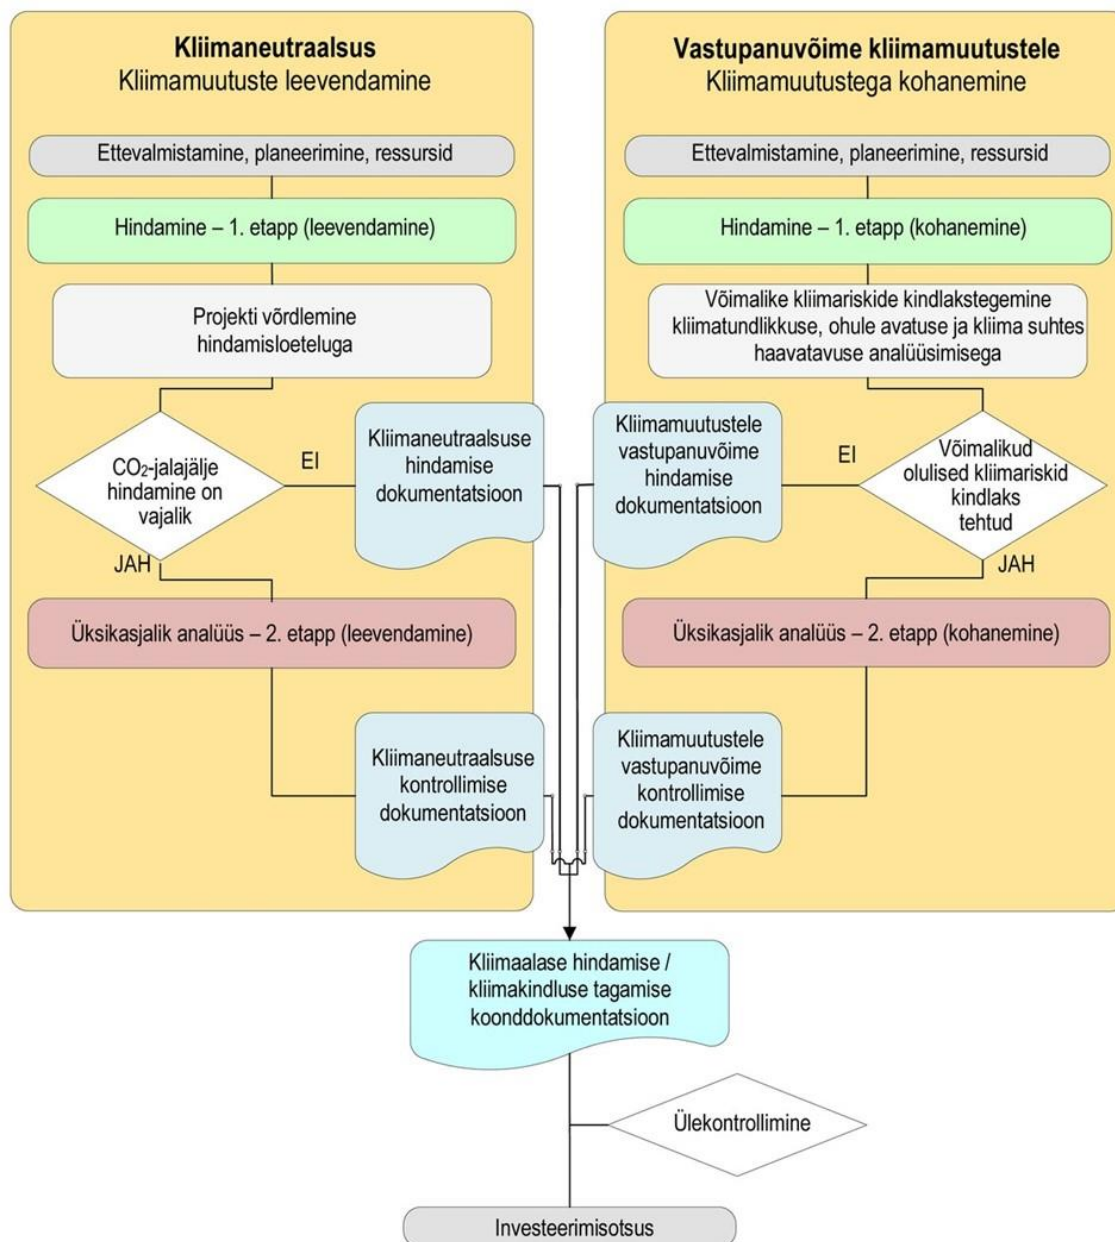 Kliimaneutraalsus
Kliimamuutuste leevendamine
Ettevalmistamine, planeerimine, ressursid
Hindamine – 1. etapp (leevendamine)
Projekti võrdlemine
hindamisloeteluga
CO₂-jalajälje
hindamine on
vajalik
EI
Kliimaneutraalsuse
hindamise
dokumentatsioon
JAH
Üksikasjalik analüüs – 2. etapp (leevendamine)
Kliimaneutraalsuse
kontrollimise
dokumentatsioon
Vastupanuvõime kliimamuutustele
Kliimamuutustega kohanemine
Ettevalmistamine, planeerimine, ressursid
Hindamine – 1. etapp (kohanemine)
Võimalike kliimariskide kindlakstegemine
kliimatundlikkuse, ohule avatuse ja kliima suhtes
haavatavuse analüüsimisega
Võimalikud
olulised kliimariskid
kindlaks
tehtud
EI
Kliimamuutustele
vastupanuvõime
hindamise
dokumentatsioon
JAH
Üksikasjalik analüüs – 2. etapp (kohanemine)
Kliimamuutustele
vastupanuvõime
kontrollimise
dokumentatsioon
Kliimaalase hindamise /
kliimakindluse tagamise
koonddokumentatsioon
Ülekontrollimine
Investeerimisotsus